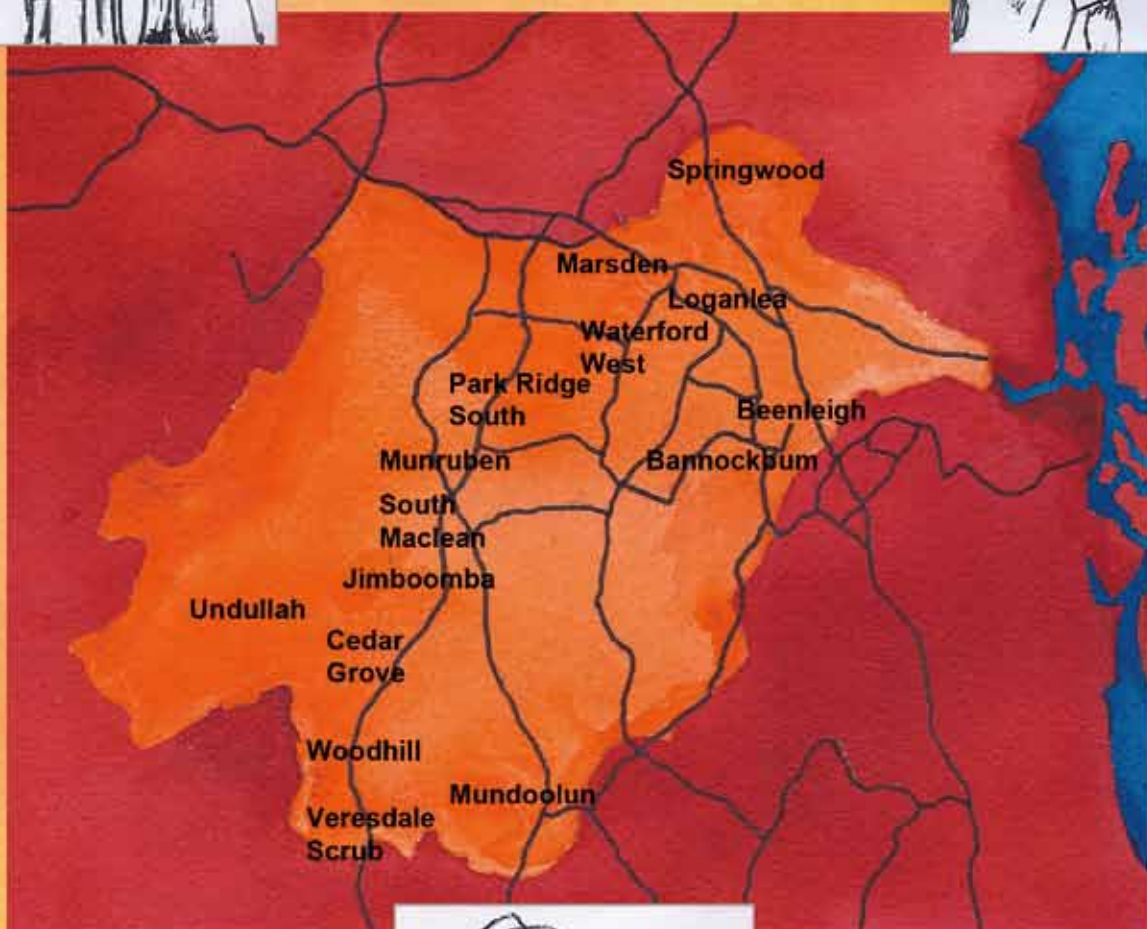 Springwood
Marsden
Loganlea
Waterford
West
Park Ridge
South
Beenleigh
Munruben
Bannockburn
South
Maclean
Jimboomba
Undullah
Cedar
Grove
Woodhill
Mundoolun
Veresdale
Scrub